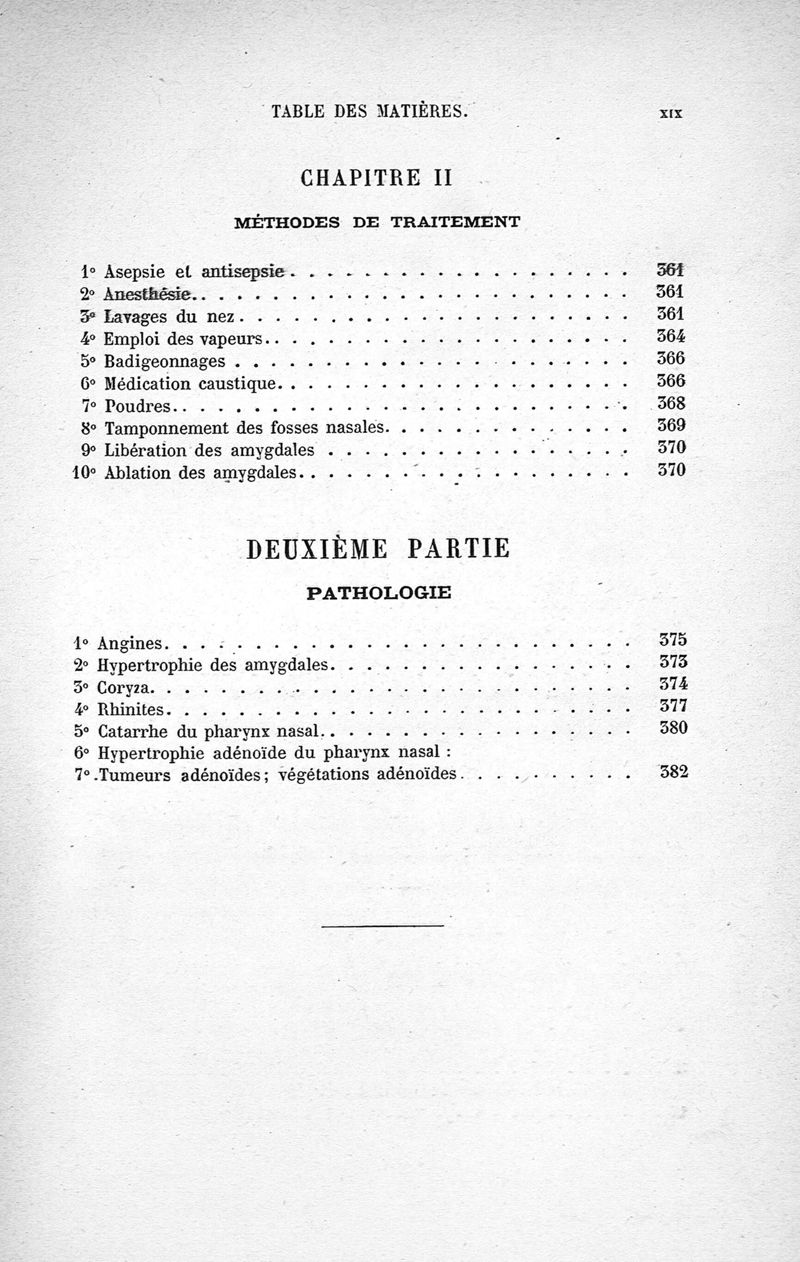 TABLE DES MATIÈRES. XIX
CHAPITRE II
MÉTHODES DE TRAITEMENT
1° Asepsie et antisepsie. . . . . . . . . . . . . . . . . . . 361
2° Anesthésie. . . . . . . . . . . . . . . . . . . . . . . . . 361
3° Lavages du nez . . . . . . . . . . . . . . . . . . . . . . 361
4° Emploi des vapeurs. . . . . . . . . . . . . . . . . . . . . 364
5° Badigeonnages . . . . . . . . . . . . . . . . . . . . . . 366
6° Médication caustique. . . . . . . . . . . . . . . . . . . . 366
7° Poudres. . . . . . . . . . . . . . . . . . . . . . . . . . 368
8° Tamponnement des fosses nasales. . . . . . . . . . . . . . 369
9° Libération des amygdales . . . . . . . . . . . . . . . . . 370
10° Ablation des amygdales. . . . . . . . . . . . . . . . . . . 370
DEUXIÈME PARTIE
PATHOLOGIE
1° Angines. . . . . . . . . . . . . . . . . . . . . . . . . . 375
2° Hypertrophie des amygdales. . . . . . . . . . . . . . . . . 373
3° Coryza. . . . . . . . . . . . . . . . . . . . . . . . . . . 374
4° Rhinites. . . . . . . . . . . . . . . . . . . . . . . . . . 377
5° Catarrhe du pharynx nasal. . . . . . . . . . . . . . . . . . 380
6° Hypertrophie adénoïde du pharynx nasal :
7° .Tumeurs adénoïdes; végétations adénoïdes. . . . . . . . . . 382